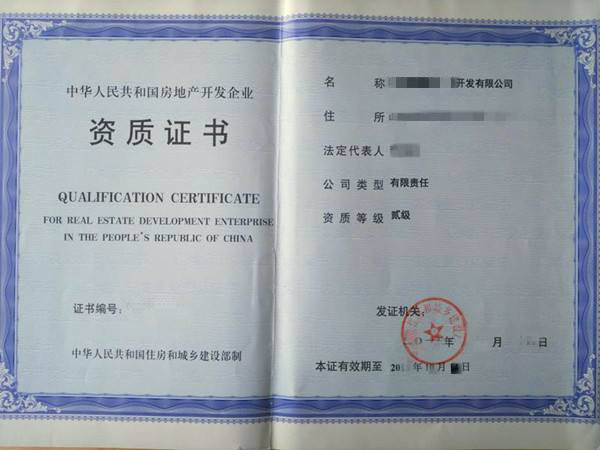 中华人民共和国房地产开发企业
资质证书
QUALIFICATION CERTIFICATE
FOR REAL ESTATE DEVELOPMENT ENTERPRISE
IN THE PEOPLE'S REPUBLIC OF CHINA
证书编号:
中华人民共和国住房和城乡建设部制
名 称 开发有限公司
住 所
法定代表人
公司类型 有限责任
资质等级 贰级
发证机关:
年 月
本证有效期至 201 年10月 日